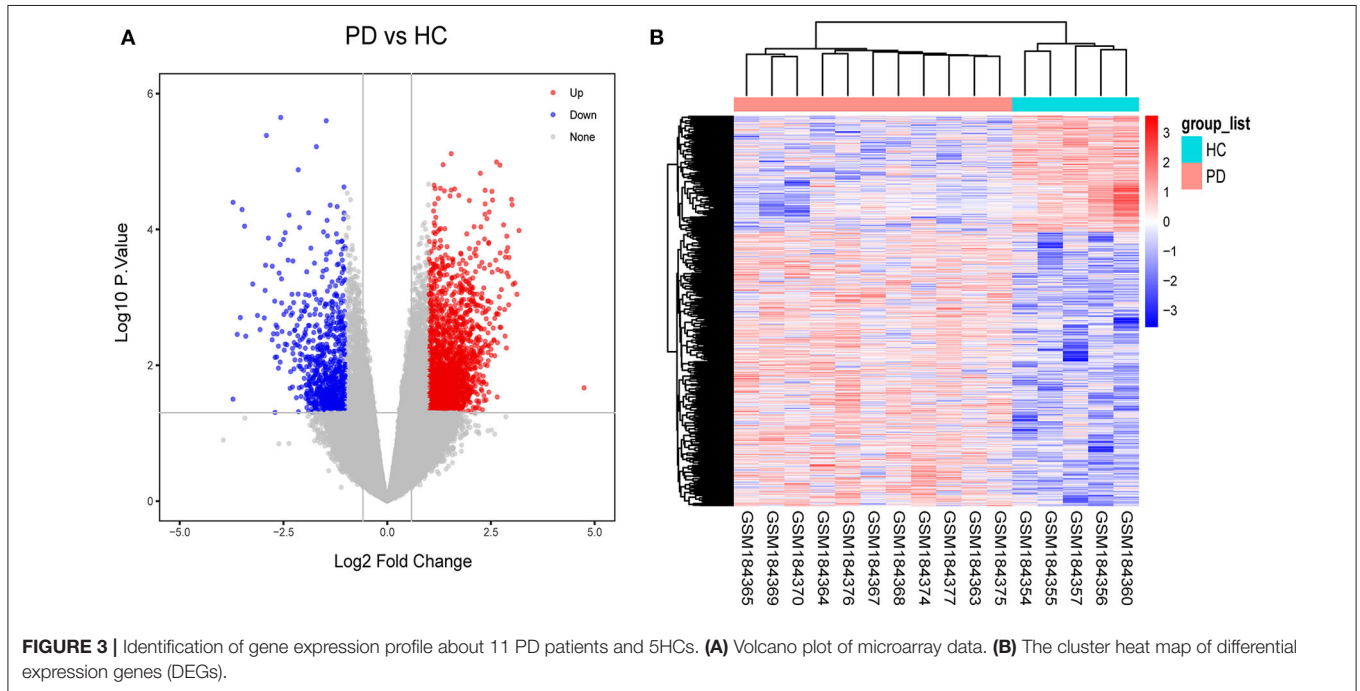 A
PD vs HC
6
4
2
0
Log10 P.Value
Up
Down
None
−5.0
−2.5
0.0
2.5
5.0
Log2 Fold Change
B
3
2
1
0
−1
−2
−3
group_list
HC
PD
GSM184365
GSM184369
GSM184370
GSM184364
GSM184376
GSM184367
GSM184368
GSM184374
GSM184377
GSM184363
GSM184375
GSM184354
GSM184355
GSM184357
GSM184356
GSM184360
FIGURE 3 | Identification of gene expression profile about 11 PD patients and 5HCs. (A) Volcano plot of microarray data. (B) The cluster heat map of differential
expression genes (DEGs).